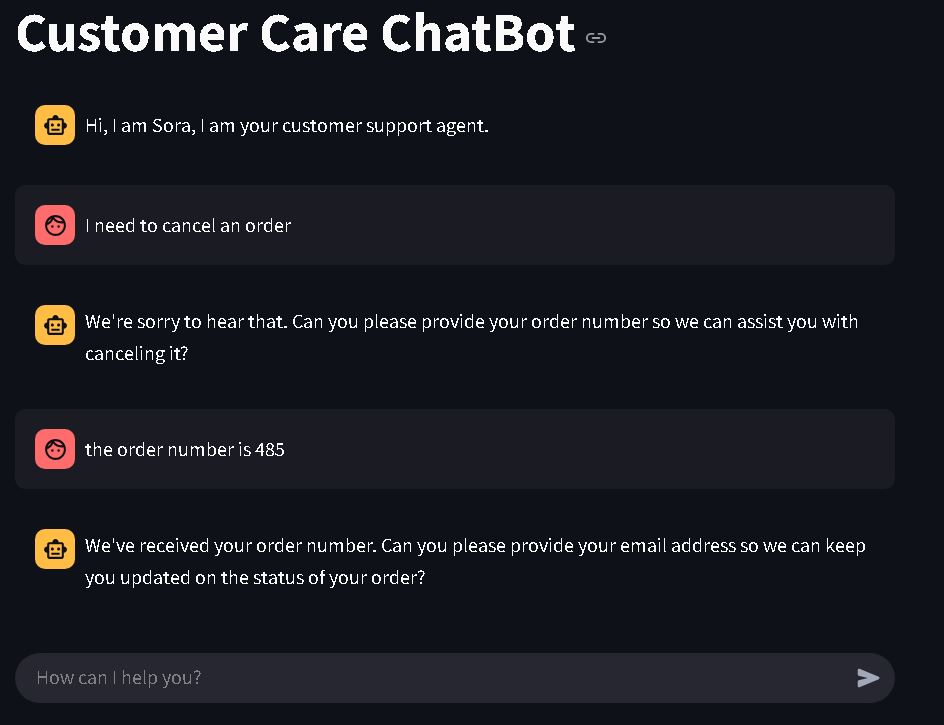 Customer Care ChatBot
Hi, I am Sora, I am your customer support agent.
I need to cancel an order
We're sorry to hear that. Can you please provide your order number so we can assist you with
canceling it?
the order number is 485
We've received your order number. Can you please provide your email address so we can keep
you updated on the status of your order?
How can I help you?